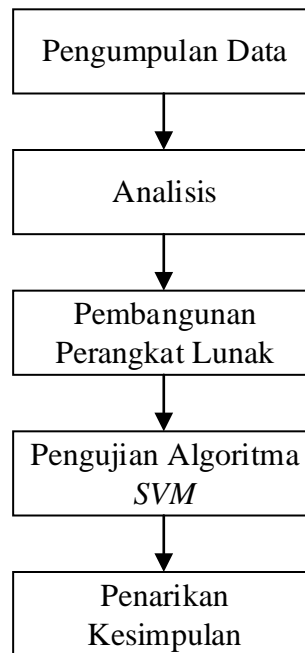 Pengumpulan Data
Analisis
Pembangunan
Perangkat Lunak
Pengujian Algoritma
SVM
Penarikan
Kesimpulan